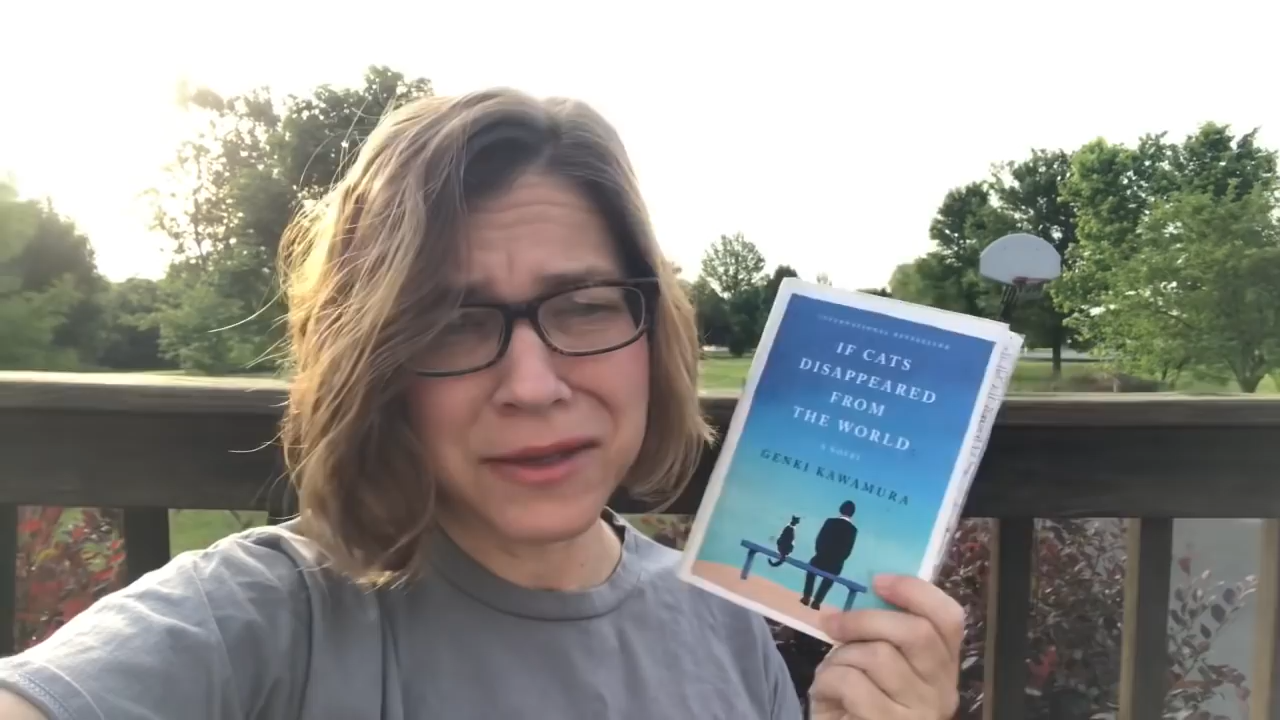 INTERNATIONAL BESTSELLER
IF CATS
DISAPPEARED
FROM
THE WORLD
A NOVEL
GENKI KAWAMURA